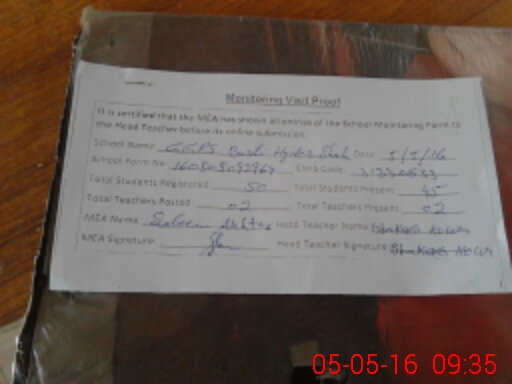 Monitoring Visit Proof
It is certified that the MEA has shown all entries of the School Monitoring Form to
the Head Teacher before its online submission.
School Name: Hyder Shah Date: 5/5/16
School Form No: EMIS Code:
Total Students Registered 50 Total Students Present: 45
Total Teachers Posted 02 Total Teachers Present: 02
MEA Name: Saleem Akhtar Head Teacher Name:
MEA Signature: Head Teacher Signature:
05-05-16 09:35